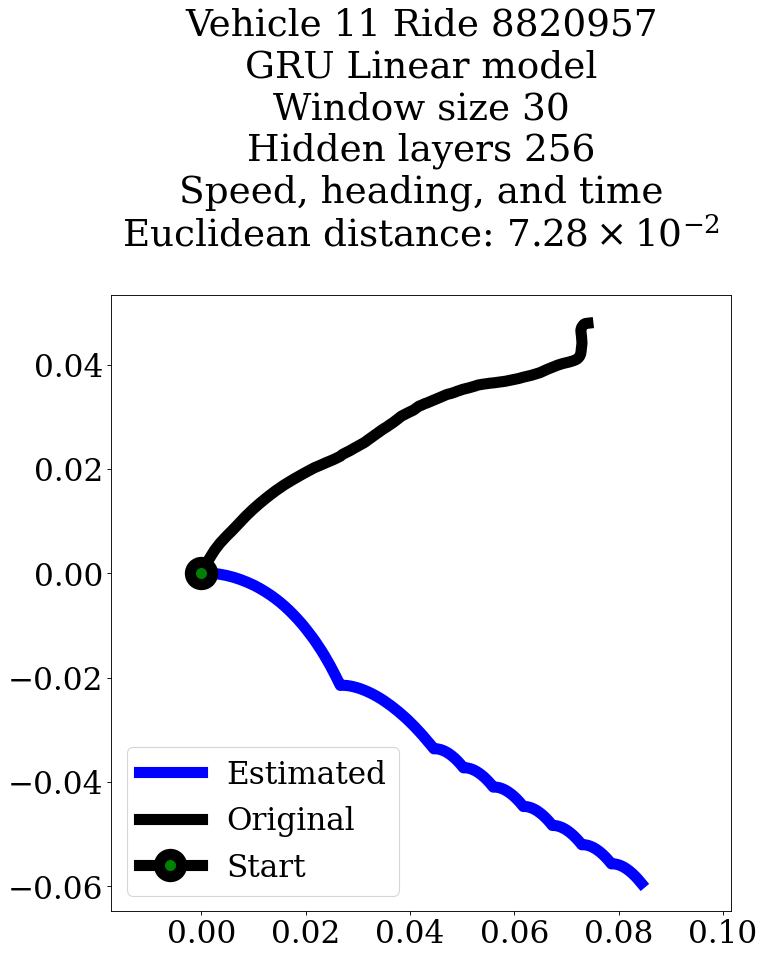 Vehicle 11 Ride 8820957
GRU Linear model
Window size 30
Hidden layers 256
Speed, heading, and time
Euclidean distance: 7.28 × 10⁻²
0.04
0.02
0.00
−0.02
−0.04
−0.06
Estimated
Original
Start
0.00 0.02 0.04 0.06 0.08 0.10